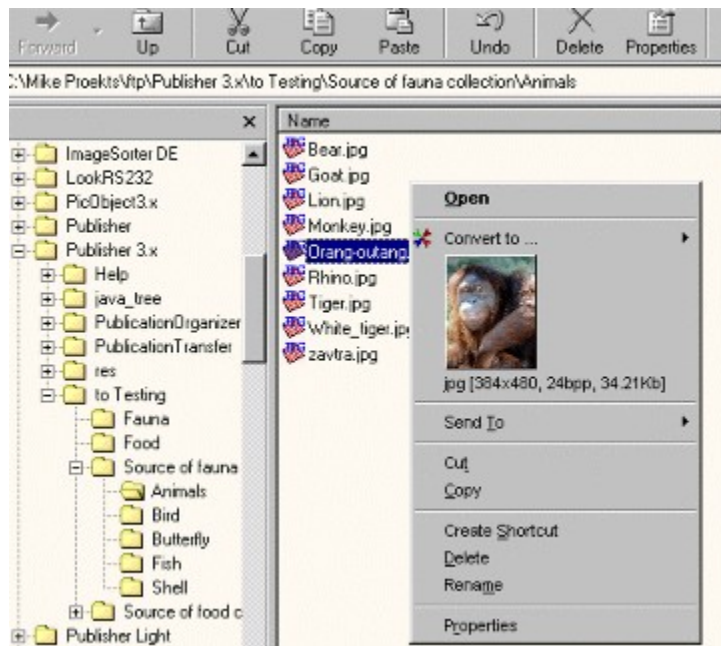 Forward Up Cut Copy Paste Undo Delete Properties
C:\Mike Proekts\ftp\Publisher 3.x\to Testing\Source of fauna collection\Animals
Name
ImageSorter DE
LookRS232
PicObject3.x
Publisher
Publisher 3.x
Help
java_tree
PublicationOrganizer
PublicationTransfer
res
to Testing
Fauna
Food
Source of fauna
Animals
Bird
Butterfly
Fish
Shell
Source of food c
Publisher Light
Bear.jpg
Goat.jpg
Lion.jpg
Monkey.jpg
Orang-outang.
Rhino.jpg
Tiger.jpg
White_tiger.jp
zavtra.jpg
Open
Convert to ...
jpg [384x480, 24bpp, 34.21Kb]
Send To
Cut
Copy
Create Shortcut
Delete
Rename
Properties